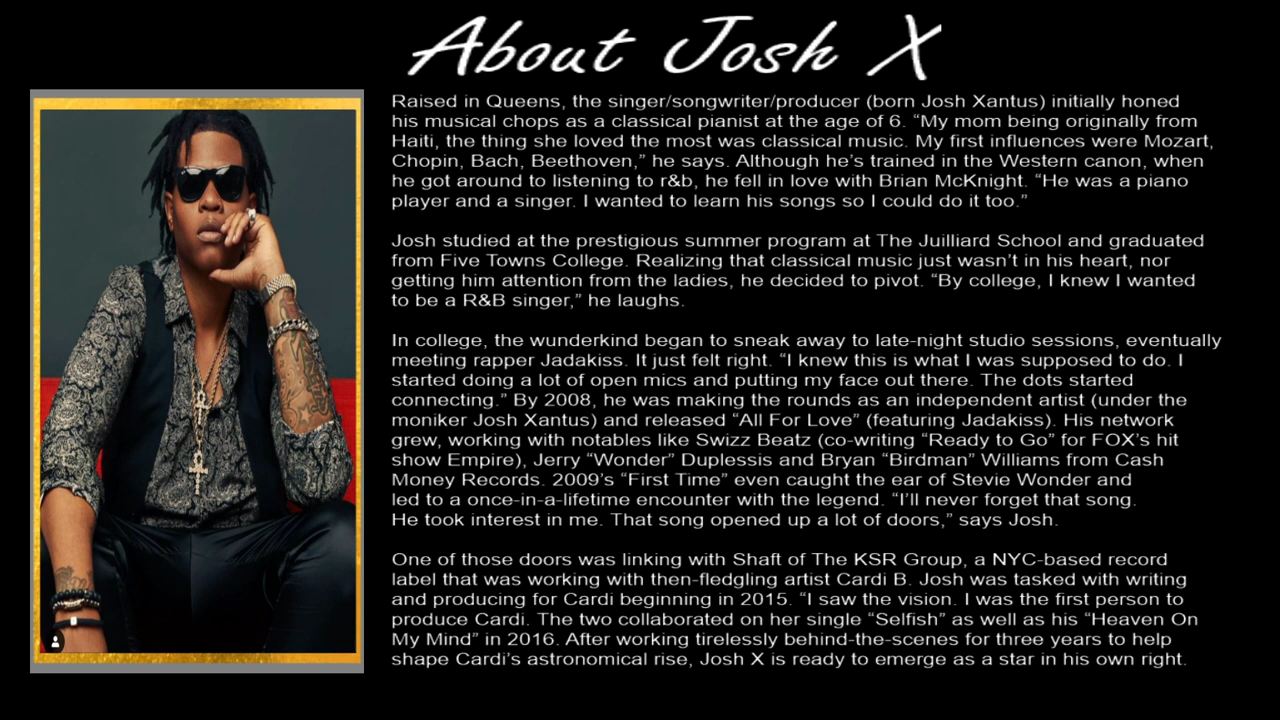 About Josh X
Raised in Queens, the singer/songwriter/producer (born Josh Xantus) initially honed
his musical chops as a classical pianist at the age of 6. “My mom being originally from
Haiti, the thing she loved the most was classical music. My first influences were Mozart,
Chopin, Bach, Beethoven,” he says. Although he’s trained in the Western canon, when
he got around to listening to r&b, he fell in love with Brian McKnight. “He was a piano
player and a singer. I wanted to learn his songs so I could do it too.”
Josh studied at the prestigious summer program at The Juilliard School and graduated
from Five Towns College. Realizing that classical music just wasn’t in his heart, nor
getting him attention from the ladies, he decided to pivot. “By college, I knew I wanted
to be a R&B singer,” he laughs.
In college, the wunderkind began to sneak away to late-night studio sessions, eventually
meeting rapper Jadakiss. It just felt right. “I knew this is what I was supposed to do. I
started doing a lot of open mics and putting my face out there. The dots started
connecting.” By 2008, he was making the rounds as an independent artist (under the
moniker Josh Xantus) and released “All For Love” (featuring Jadakiss). His network
grew, working with notables like Swizz Beatz (co-writing “Ready to Go” for FOX’s hit
show Empire), Jerry “Wonder” Duplessis and Bryan “Birdman” Williams from Cash
Money Records. 2009’s “First Time” even caught the ear of Stevie Wonder and
led to a once-in-a-lifetime encounter with the legend. “I’ll never forget that song.
He took interest in me. That song opened up a lot of doors,” says Josh.
One of those doors was linking with Shaft of The KSR Group, a NYC-based record
label that was working with then-fledgling artist Cardi B. Josh was tasked with writing
and producing for Cardi beginning in 2015. “I saw the vision. I was the first person to
produce Cardi. The two collaborated on her single “Selfish” as well as his “Heaven On
My Mind” in 2016. After working tirelessly behind-the-scenes for three years to help
shape Cardi’s astronomical rise, Josh X is ready to emerge as a star in his own right.